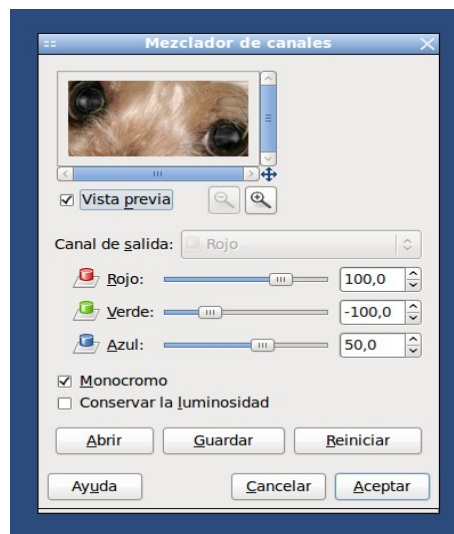 Mezclador de canales
Vista previa
Canal de salida: Rojo
Rojo: 100,0
Verde: -100,0
Azul: 50,0
Monocromo
Conservar la luminosidad
Abrir Guardar Reiniciar
Ayuda Cancelar Aceptar